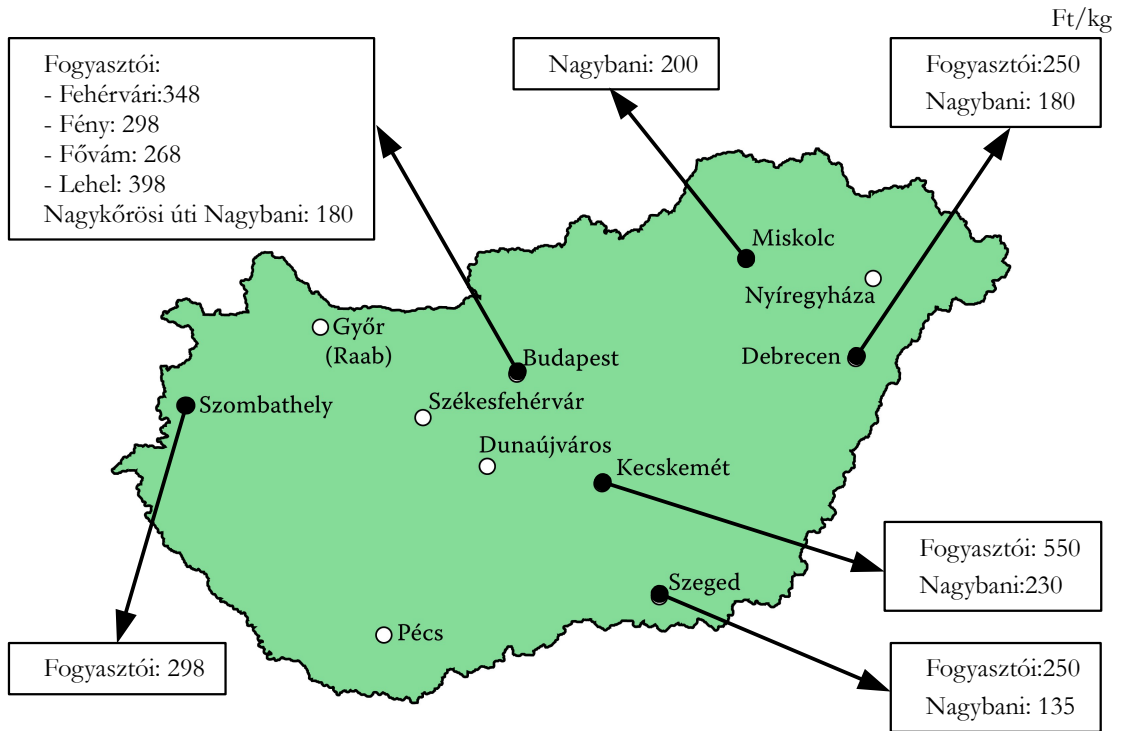 Ft/kg
Fogyasztói:
- Fehérvári:348
- Fény: 298
- Fővám: 268
- Lehel: 398
Nagykőrösi úti Nagybani: 180
Nagybani: 200
Fogyasztói:250
Nagybani: 180
Miskolc
Nyíregyháza
Győr
(Raab)
Budapest
Debrecen
Szombathely
Székesfehérvár
Dunaújváros
Kecskemét
Fogyasztói: 550
Nagybani:230
Szeged
Pécs
Fogyasztói: 298
Fogyasztói:250
Nagybani: 135